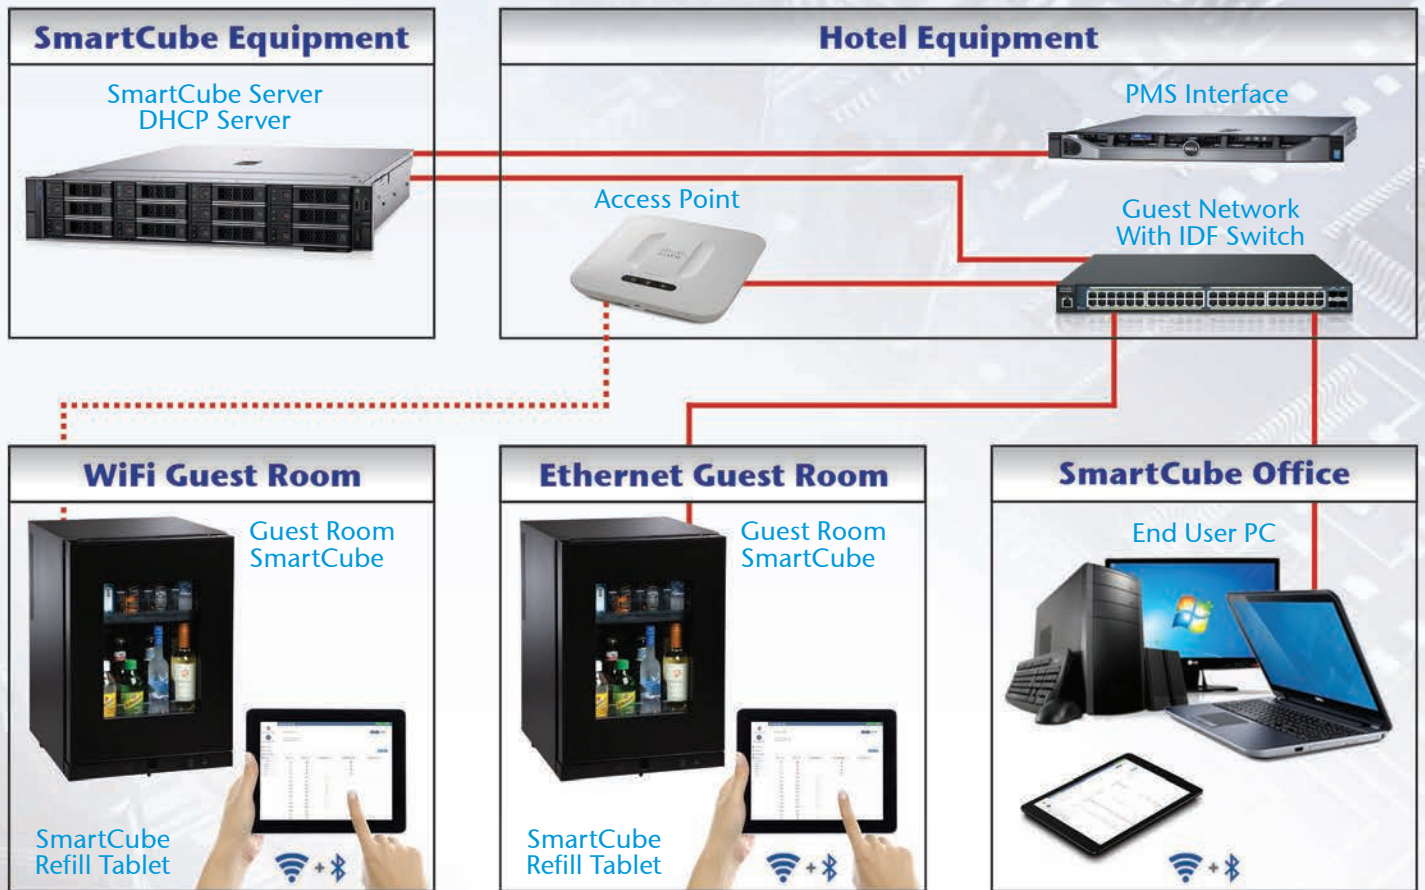 SmartCube Equipment
SmartCube Server
DHCP Server
Hotel Equipment
PMS Interface
Access Point
Guest Network
With IDF Switch
WiFi Guest Room
Guest Room
SmartCube
SmartCube
Refill Tablet
+
Ethernet Guest Room
Guest Room
SmartCube
SmartCube
Refill Tablet
+
SmartCube Office
End User PC
+